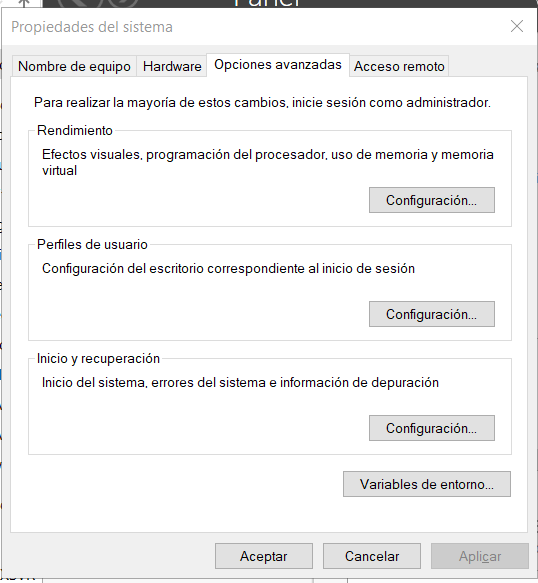 Propiedades del sistema
Nombre de equipo
Hardware
Opciones avanzadas
Acceso remoto
Para realizar la mayoría de estos cambios, inicie sesión como administrador.
Rendimiento
Efectos visuales, programación del procesador, uso de memoria y memoria
virtual
Configuración...
Perfiles de usuario
Configuración del escritorio correspondiente al inicio de sesión
Configuración...
Inicio y recuperación
Inicio del sistema, errores del sistema e información de depuración
Configuración...
Variables de entorno...
Aceptar
Cancelar
Aplicar